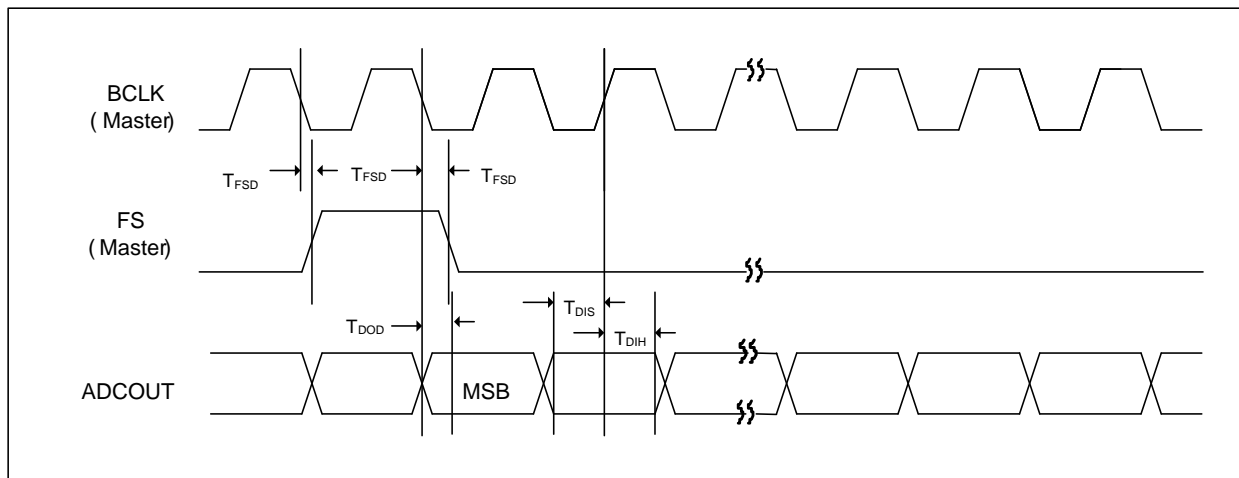 BCLK
( Master)
TFSD
TFSD
TFSD
FS
( Master)
TDIS
TDOD
TDIH
ADCOUT
MSB